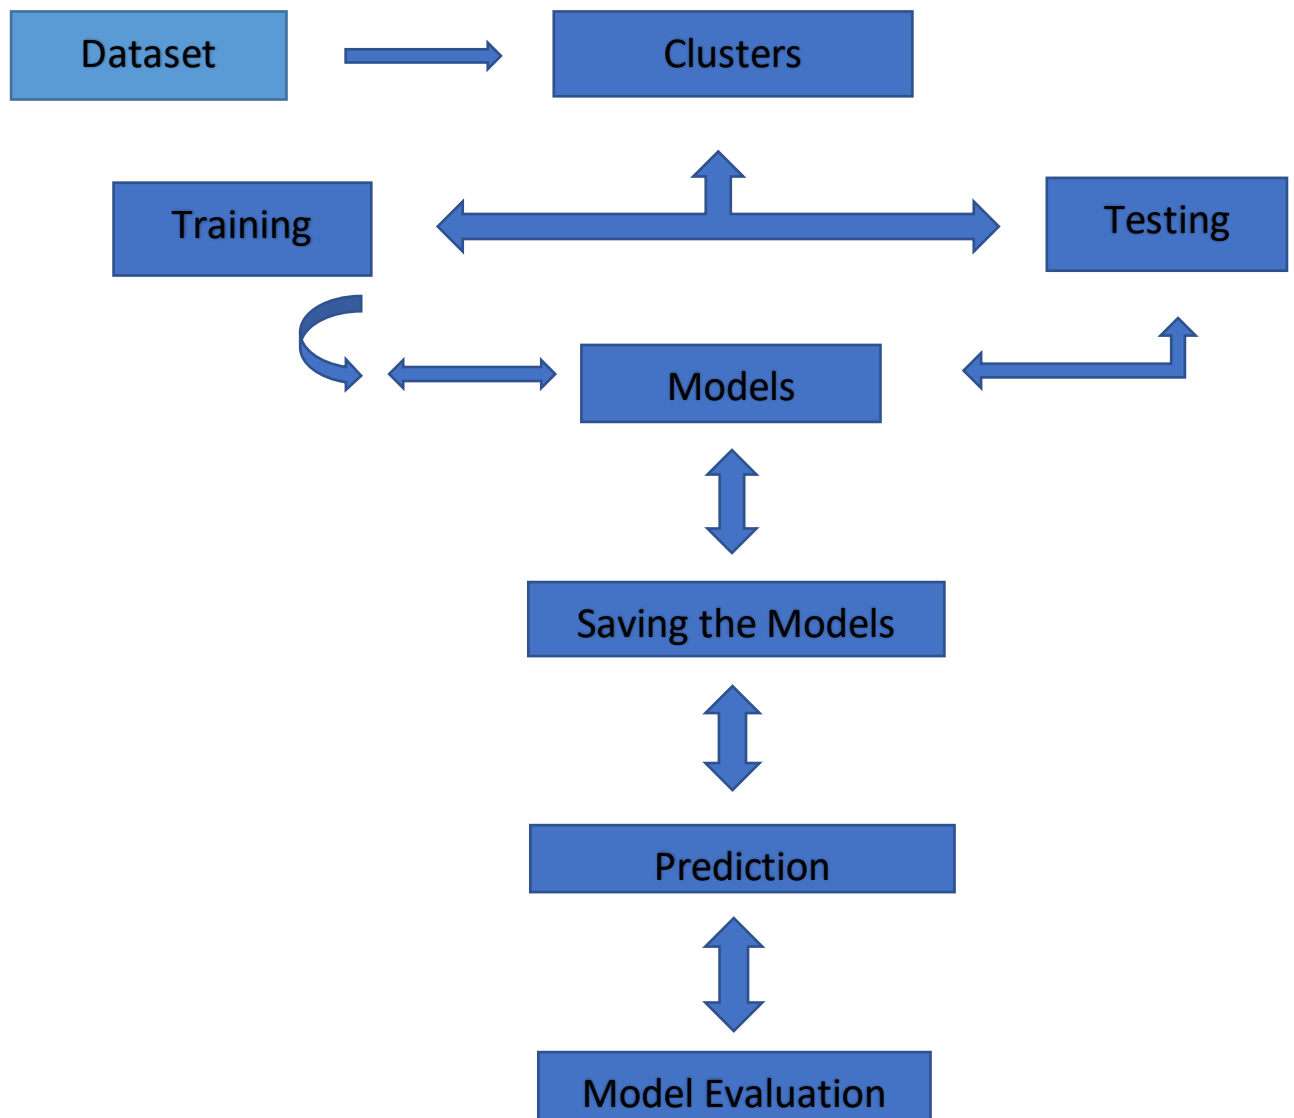 Dataset
Clusters
Training
Testing
Models
Saving the Models
Prediction
Model Evaluation